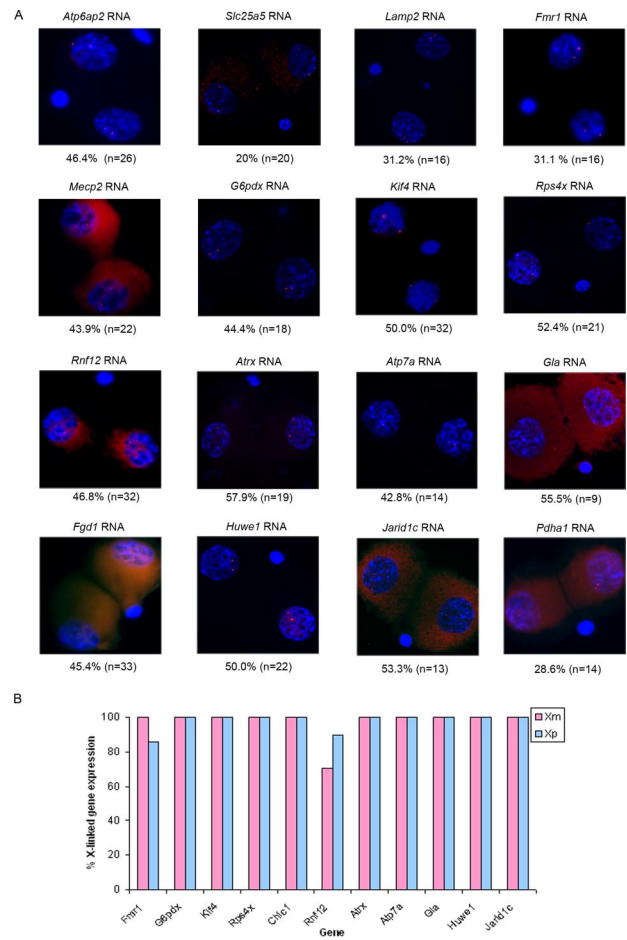 A
Atp6ap2 RNA
Slc25a5 RNA
Lamp2 RNA
Fmr1 RNA
46.4% (n=26)
20% (n=20)
31.2% (n=16)
31.1 % (n=16)
Mecp2 RNA
G6pdx RNA
Kif4 RNA
Rps4x RNA
43.9% (n=22)
44.4% (n=18)
50.0% (n=32)
52.4% (n=21)
Rnf12 RNA
Atrx RNA
Atp7a RNA
Gla RNA
46.8% (n=32)
57.9% (n=19)
42.8% (n=14)
55.5% (n=9)
Fgd1 RNA
Huwe1 RNA
Jarid1c RNA
Pdha1 RNA
45.4% (n=33)
50.0% (n=22)
53.3% (n=13)
28.6% (n=14)
B
% X-linked gene expression
100
80
60
40
20
0
Xm
Xp
Fmr1
G6pdx
Kif4
Rps4x
Chic1
Rnf12
Atrx
Atp7a
Gla
Huwe1
Jarid1c
Gene